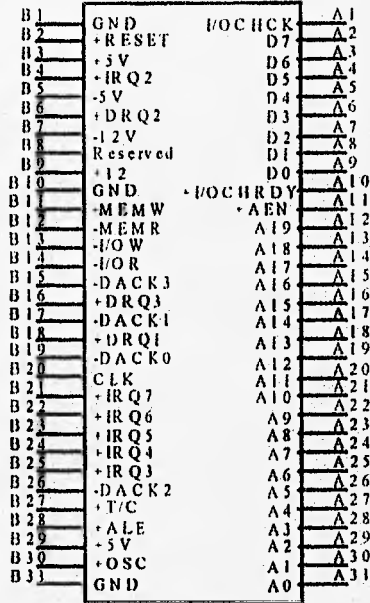 B1 GND I/OCHCK A1
B2 +RESET D7 A2
B3 +5V D6 A3
B4 +IRQ2 D5 A4
B5 -5V D4 A5
B6 +DRQ2 D3 A6
B7 -12V D2 A7
B8 Reserved D1 A8
B9 +12 D0 A9
B10 GND +I/OCHRDY A10
B11 -MEMW +AEN A11
B12 -MEMR A19 A12
B13 -I/OW A18 A13
B14 -I/OR A17 A14
B15 -DACK3 A16 A15
B16 +DRQ3 A15 A16
B17 -DACK1 A14 A17
B18 +DRQ1 A13 A18
B19 -DACK0 A12 A19
B20 CLK A11 A20
B21 +IRQ7 A10 A21
B22 +IRQ6 A9 A22
B23 +IRQ5 A8 A23
B24 +IRQ4 A7 A24
B25 +IRQ3 A6 A25
B26 -DACK2 A5 A26
B27 +T/C A4 A27
B28 +ALE A3 A28
B29 +5V A2 A29
B30 +OSC A1 A30
B31 GND A0 A31